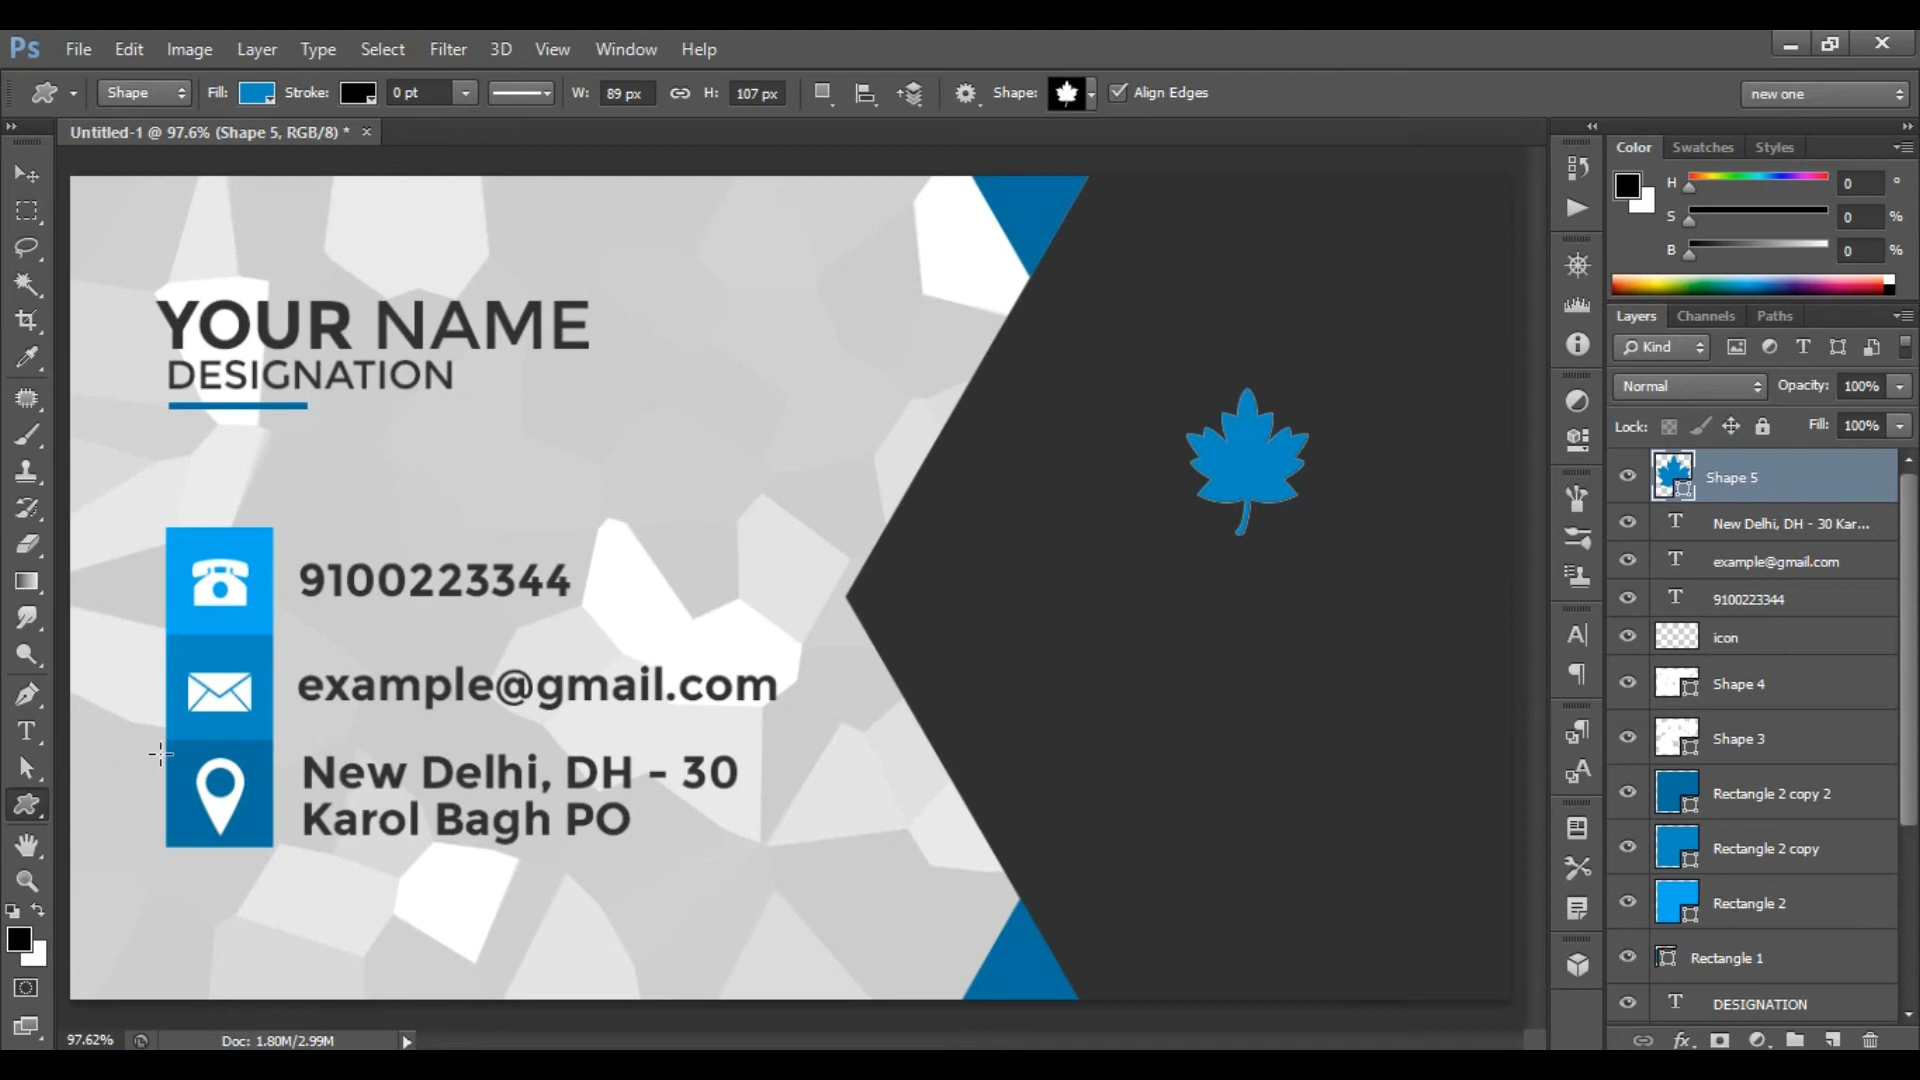 Ps File Edit Image Layer Type Select Filter 3D View Window Help
Shape Fill: Stroke: 0 pt W: 89 px H: 107 px Shape: Align Edges new one
Untitled-1 @ 97.6% (Shape 5, RGB/8) * ×
Color Swatches Styles
H 0 °
S 0 %
B 0 %
Layers Channels Paths
Kind
Normal Opacity: 100%
Lock: Fill: 100%
Shape 5
T New Delhi, DH - 30 Kar...
T example@gmail.com
T 9100223344
icon
Shape 4
Shape 3
Rectangle 2 copy 2
Rectangle 2 copy
Rectangle 2
Rectangle 1
T DESIGNATION
YOUR NAME
DESIGNATION
9100223344
example@gmail.com
New Delhi, DH - 30
Karol Bagh PO
97.62% Doc: 1.80M/2.99M